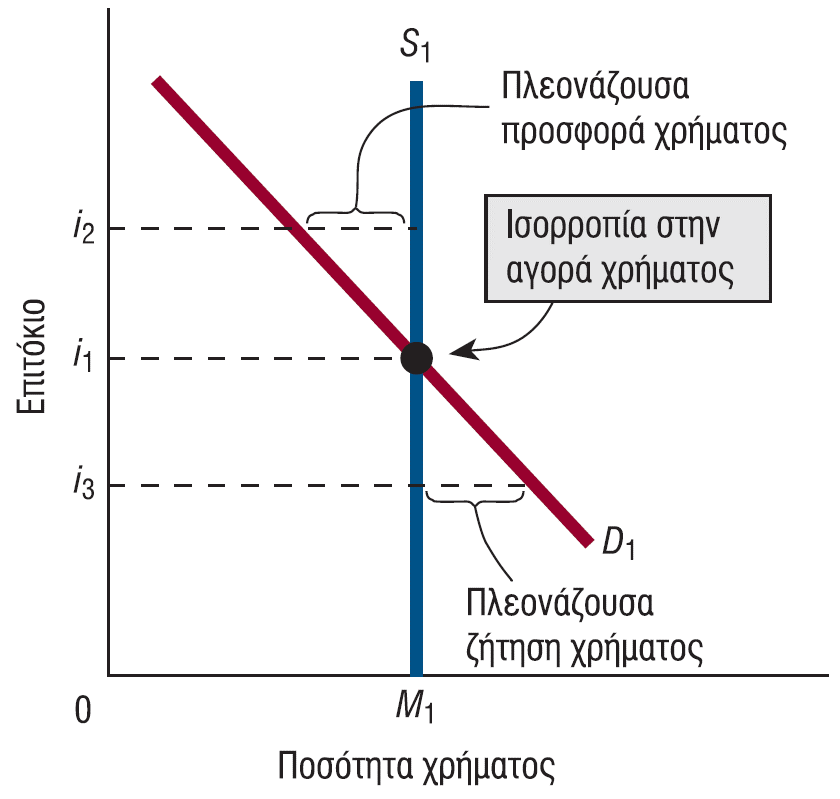 S1
Πλεονάζουσα
προσφορά χρήματος
i2
Ισορροπία στην
αγορά χρήματος
Επιτόκιο
i1
i3
D1
Πλεονάζουσα
ζήτηση χρήματος
0
M1
Ποσότητα χρήματος